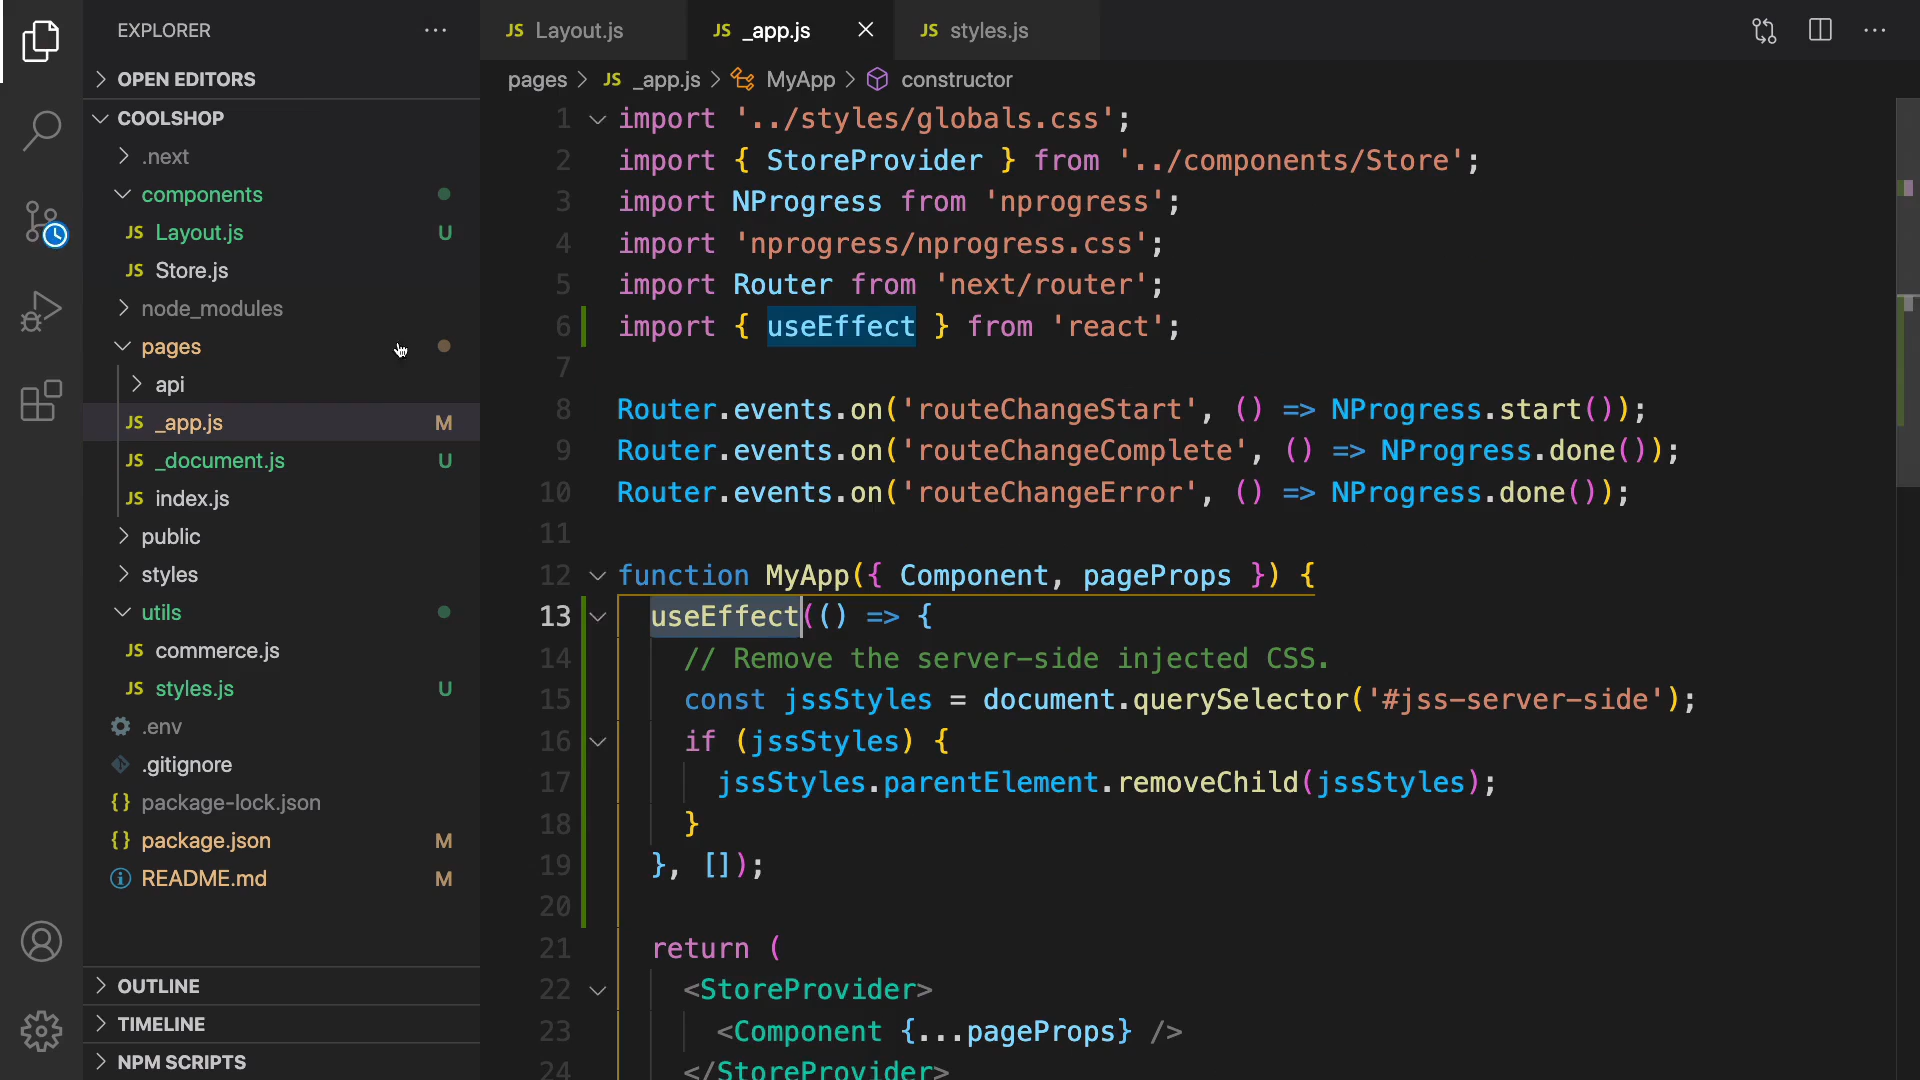 EXPLORER
OPEN EDITORS
COOLSHOP
.next
components
JS Layout.js U
JS Store.js
node_modules
pages
api
JS _app.js M
JS _document.js U
JS index.js
public
styles
utils
JS commerce.js
JS styles.js U
.env
.gitignore
{} package-lock.json
{} package.json M
README.md M
OUTLINE
TIMELINE
NPM SCRIPTS
JS Layout.js JS _app.js JS styles.js
pages > JS _app.js > MyApp > constructor
1 import '../styles/globals.css';
2 import { StoreProvider } from '../components/Store';
3 import NProgress from 'nprogress';
4 import 'nprogress/nprogress.css';
5 import Router from 'next/router';
6 import { useEffect } from 'react';
7
8 Router.events.on('routeChangeStart', () => NProgress.start());
9 Router.events.on('routeChangeComplete', () => NProgress.done());
10 Router.events.on('routeChangeError', () => NProgress.done());
11
12 function MyApp({ Component, pageProps }) {
13 useEffect(() => {
14 // Remove the server-side injected CSS.
15 const jssStyles = document.querySelector('#jss-server-side');
16 if (jssStyles) {
17 jssStyles.parentElement.removeChild(jssStyles);
18 }
19 }, []);
20
21 return (
22 <StoreProvider>
23 <Component {...pageProps} />
24 </StoreProvider>